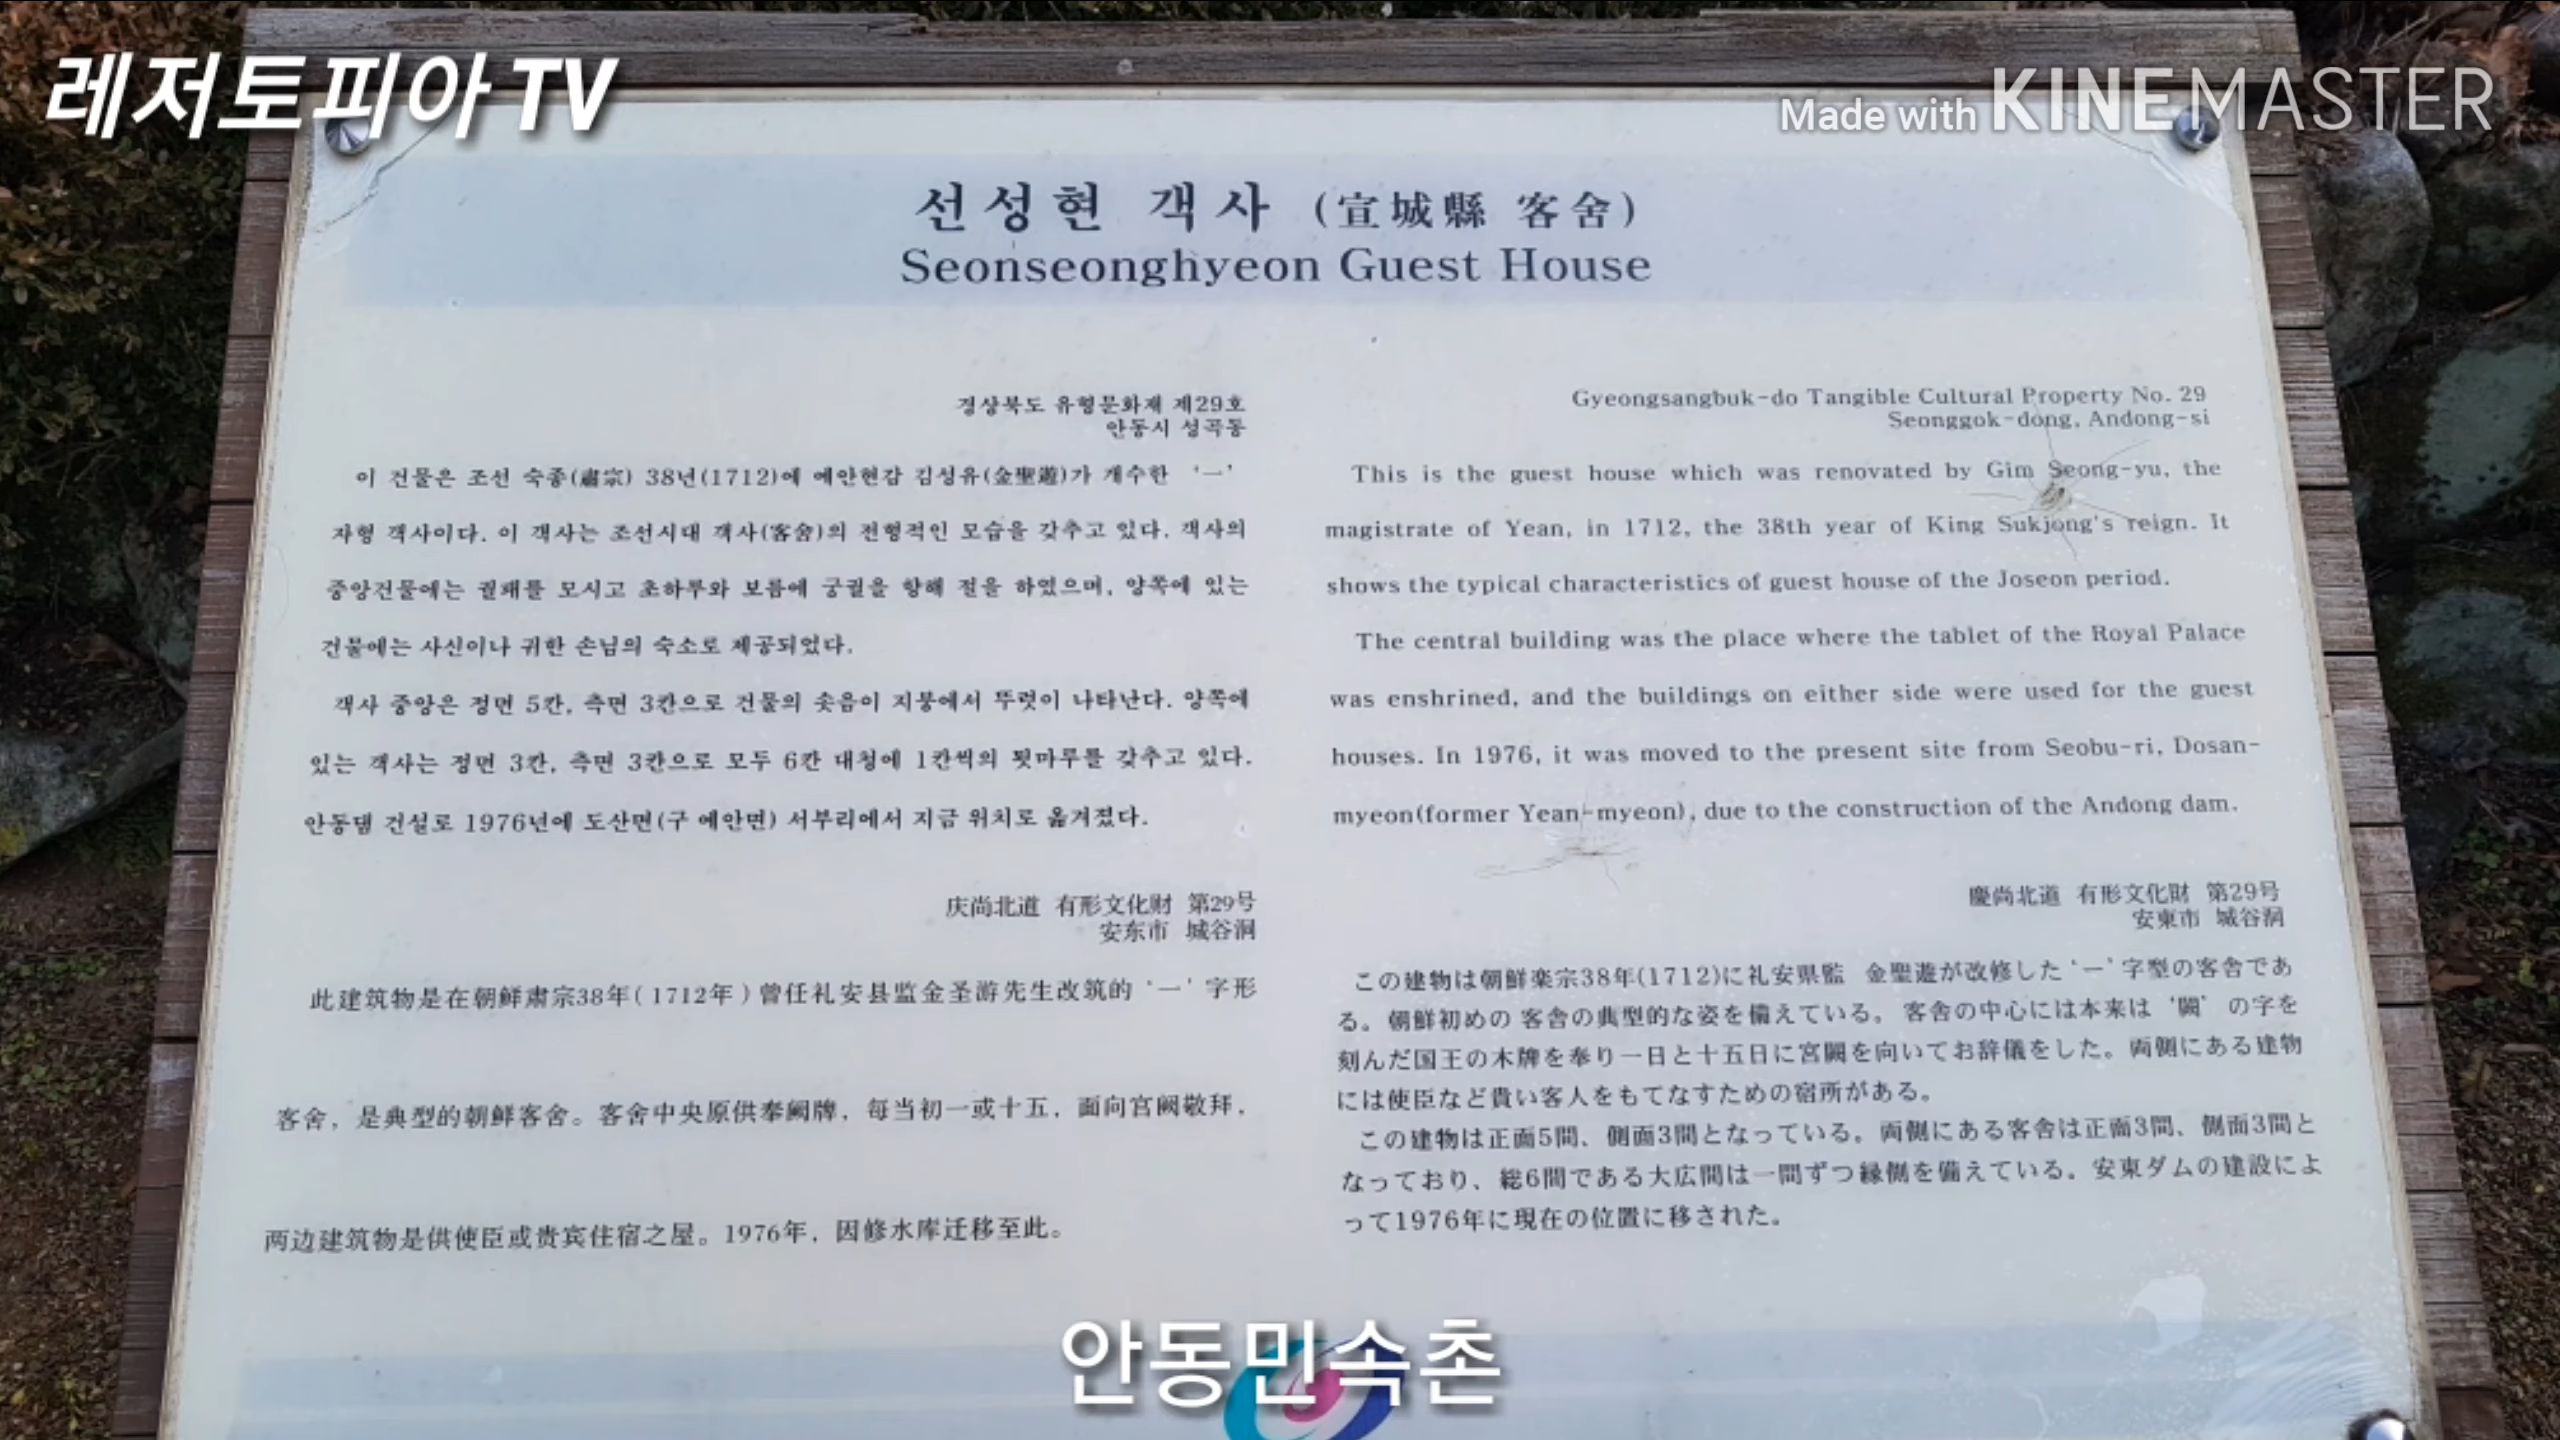 레저토피아 TV
Made with KINEMASTER
선성현 객사 (宣城縣 客舍)
Seonseonghyeon Guest House
경상북도 유형문화재 제29호
안동시 성곡동
이 건물은 조선 숙종(肅宗) 38년(1712)에 예안현감 김성유(金聖遊)가 개수한 '一'
자형 객사이다. 이 객사는 조선시대 객사(客舍)의 전형적인 모습을 갖추고 있다. 객사의
중앙건물에는 궐패를 모시고 초하루와 보름에 궁궐을 향해 절을 하였으며, 양쪽에 있는
건물에는 사신이나 귀한 손님의 숙소로 제공되었다.
객사 중앙은 정면 5칸, 측면 3칸으로 건물의 솟음이 지붕에서 뚜렷이 나타난다. 양쪽에
있는 객사는 정면 3칸, 측면 3칸으로 모두 6칸 대청에 1칸씩의 툇마루를 갖추고 있다.
안동댐 건설로 1976년에 도산면(구 예안면) 서부리에서 지금 위치로 옮겨졌다.
Gyeongsangbuk-do Tangible Cultural Property No. 29
Seonggok-dong, Andong-si
This is the guest house which was renovated by Gim Seong-yu, the
magistrate of Yean, in 1712, the 38th year of King Sukjong's reign. It
shows the typical characteristics of guest house of the Joseon period.
The central building was the place where the tablet of the Royal Palace
was enshrined, and the buildings on either side were used for the guest
houses. In 1976, it was moved to the present site from Seobu-ri, Dosan-
myeon(former Yean-myeon), due to the construction of the Andong dam.
庆尚北道 有形文化财 第29号
安东市 城谷洞
此建筑物是在朝鲜肃宗38年(1712年)曾任礼安县监金圣游先生改筑的 '一' 字形
客舍，是典型的朝鲜客舍。客舍中央原供奉阙牌，每当初一或十五，面向宫阙敬拜，
两边建筑物是供使臣或贵宾住宿之屋。1976年，因修水库迁移至此。
慶尚北道 有形文化財 第29号
安東市 城谷洞
この建物は朝鮮楽宗38年(1712)に礼安県監 金聖遊が改修した '一' 字型の客舎であ
る。朝鮮初めの 客舎の典型的な姿を備えている。 客舎の中心には本来は '闕' の字を
刻んだ国王の木牌を奉り一日と十五日に宮闕を向いてお辞儀をした。両側にある建物
には使臣など貴い客人をもてなすための宿所がある。
この建物は正面5間、側面3間となっている。両側にある客舎は正面3間、側面3間と
なっており、総6間である大広間は一間ずつ縁側を備えている。安東ダムの建設によ
って1976年に現在の位置に移された。
안동민속촌